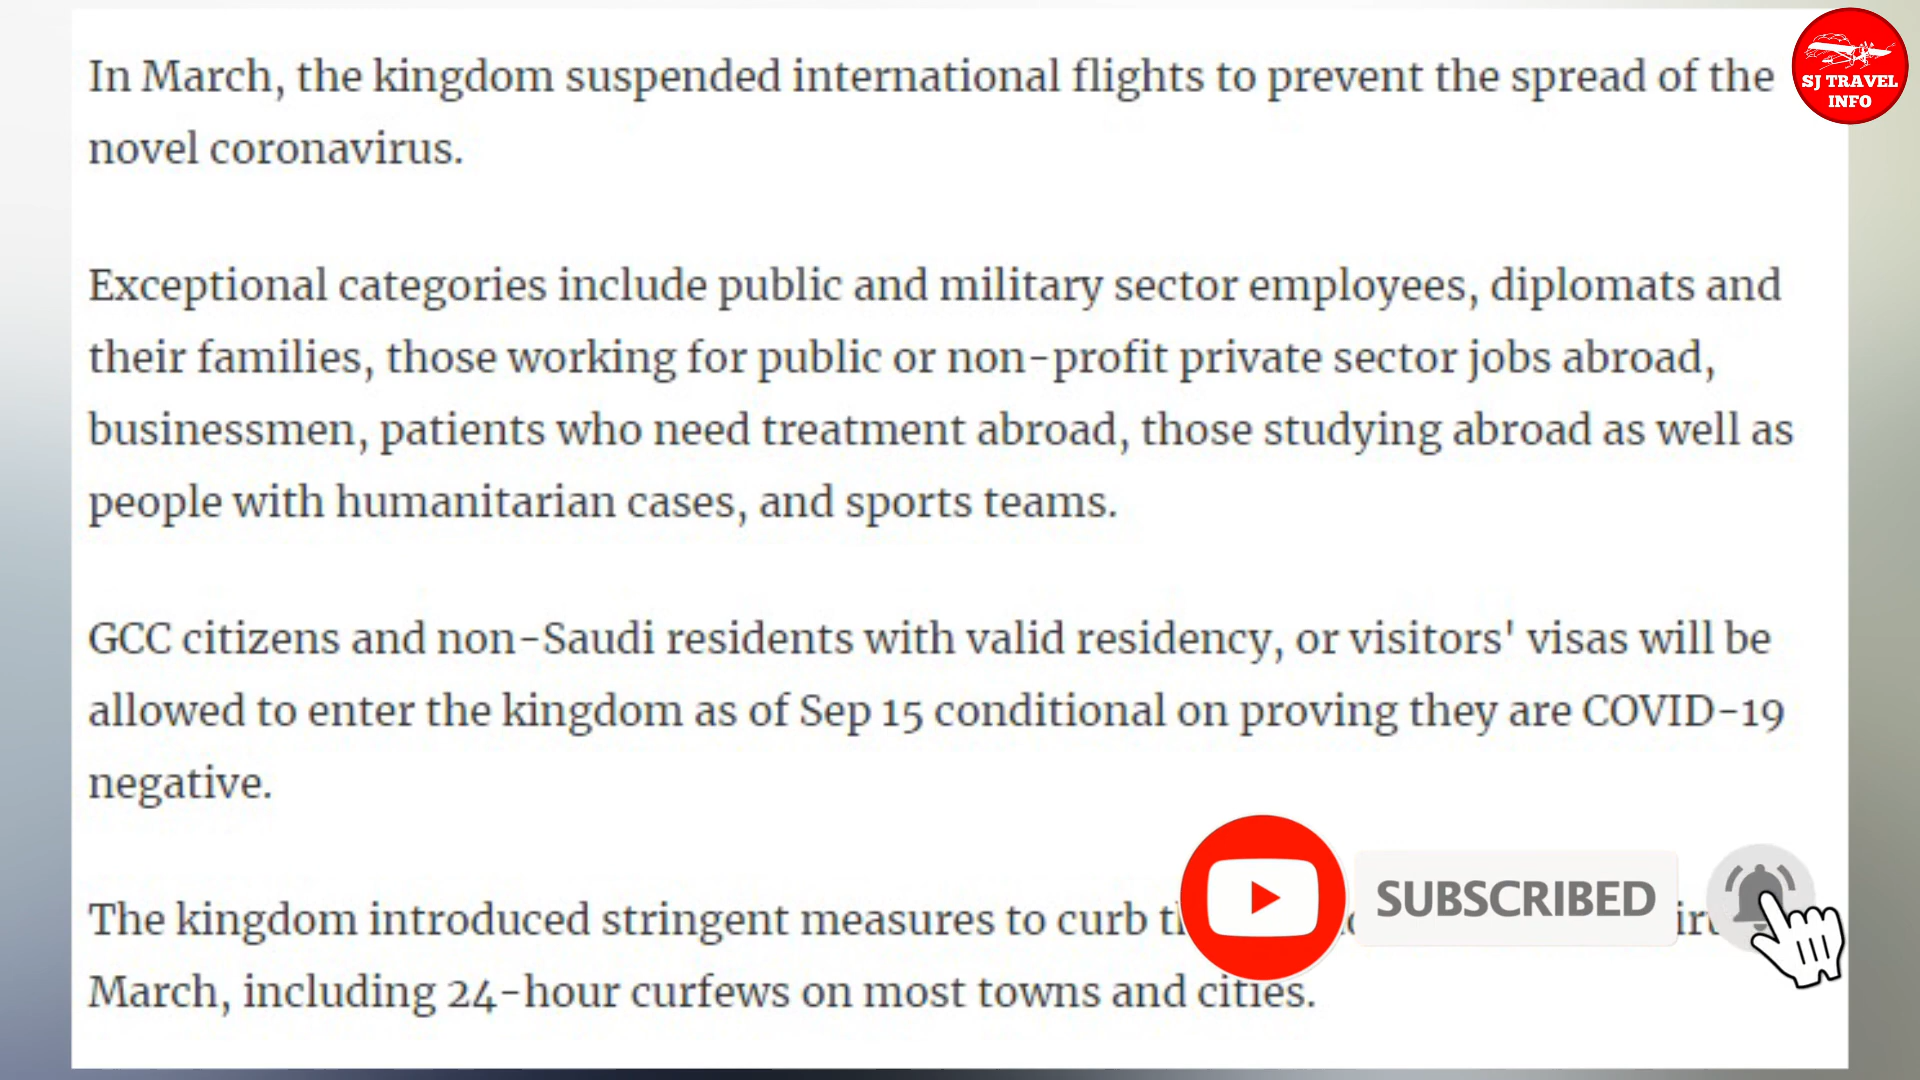 In March, the kingdom suspended international flights to prevent the spread of the
novel coronavirus.
Exceptional categories include public and military sector employees, diplomats and
their families, those working for public or non-profit private sector jobs abroad,
businessmen, patients who need treatment abroad, those studying abroad as well as
people with humanitarian cases, and sports teams.
GCC citizens and non-Saudi residents with valid residency, or visitors' visas will be
allowed to enter the kingdom as of Sep 15 conditional on proving they are COVID-19
negative.
The kingdom introduced stringent measures to curb
March, including 24-hour curfews on most towns and cities.
SUBSCRIBED
SJ TRAVEL
INFO